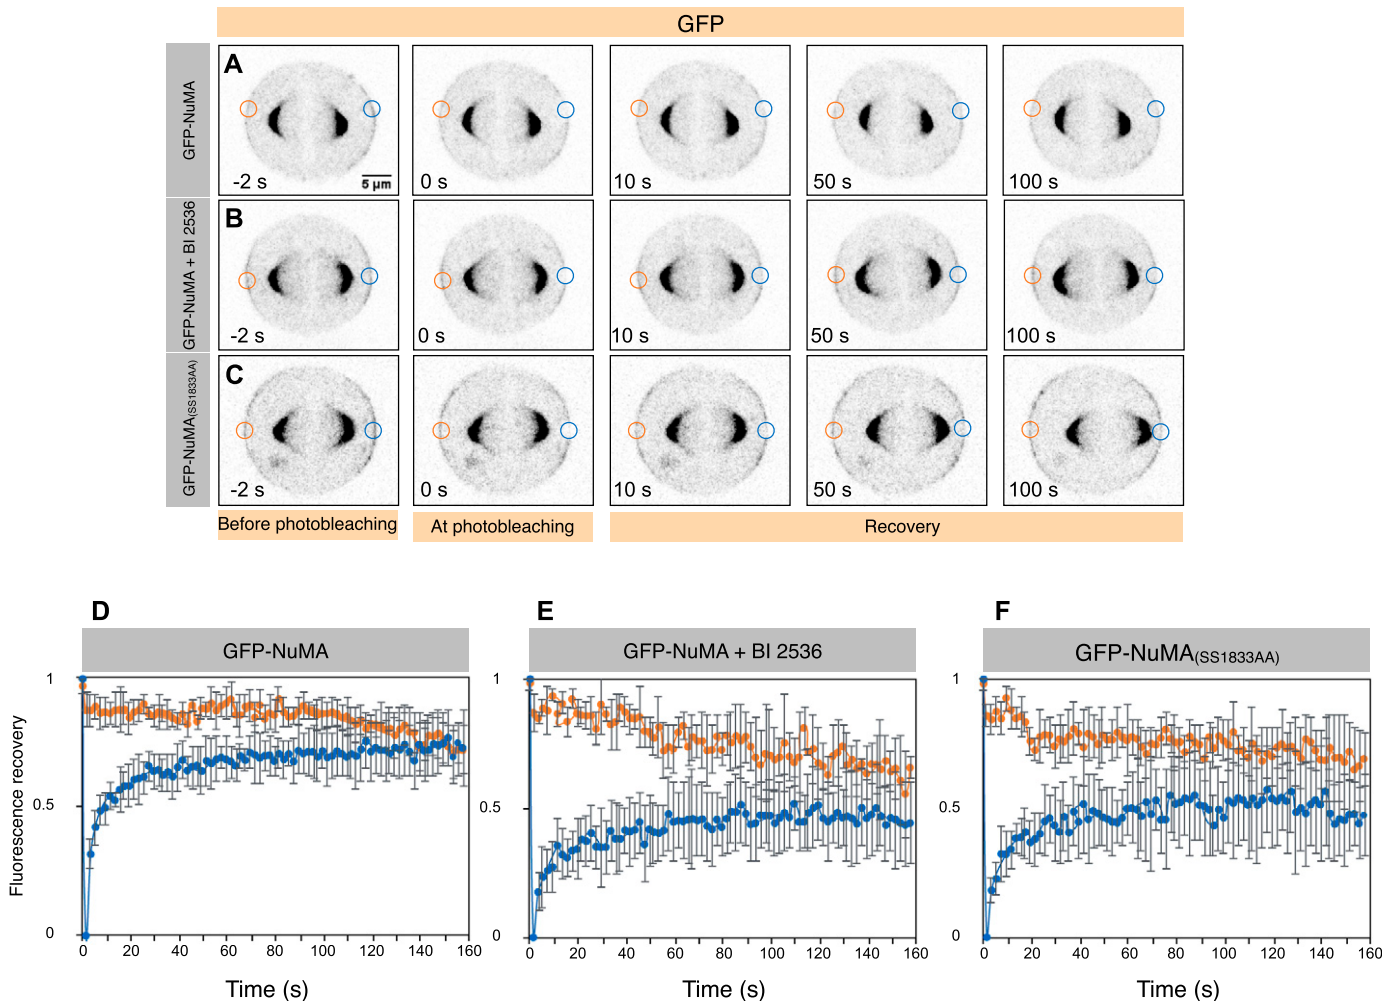 GFP
GFP-NuMA
A
-2 s
5 µm
0 s
10 s
50 s
100 s
GFP-NuMA + BI 2536
B
-2 s
0 s
10 s
50 s
100 s
GFP-NuMA(SS1833AA)
C
-2 s
0 s
10 s
50 s
100 s
Before photobleaching
At photobleaching
Recovery
D
GFP-NuMA
Fluorescence recovery
1
0.5
0
0 20 40 60 80 100 120 140 160
Time (s)
E
GFP-NuMA + BI 2536
1
0.5
0
0 20 40 60 80 100 120 140 160
Time (s)
F
GFP-NuMA(SS1833AA)
1
0.5
0
0 20 40 60 80 100 120 140 160
Time (s)